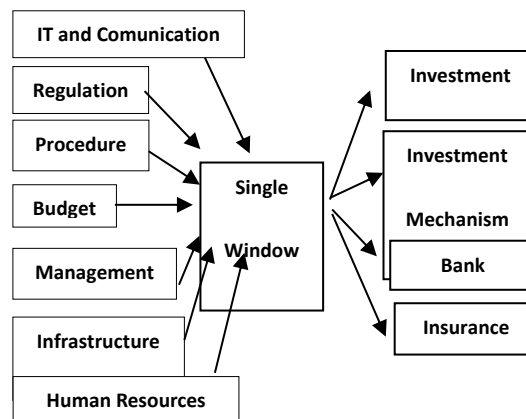 IT and Comunication
Regulation
Procedure
Budget
Management
Infrastructure
Human Resources
Single
Window
Investment
Investment
Mechanism
Bank
Insurance